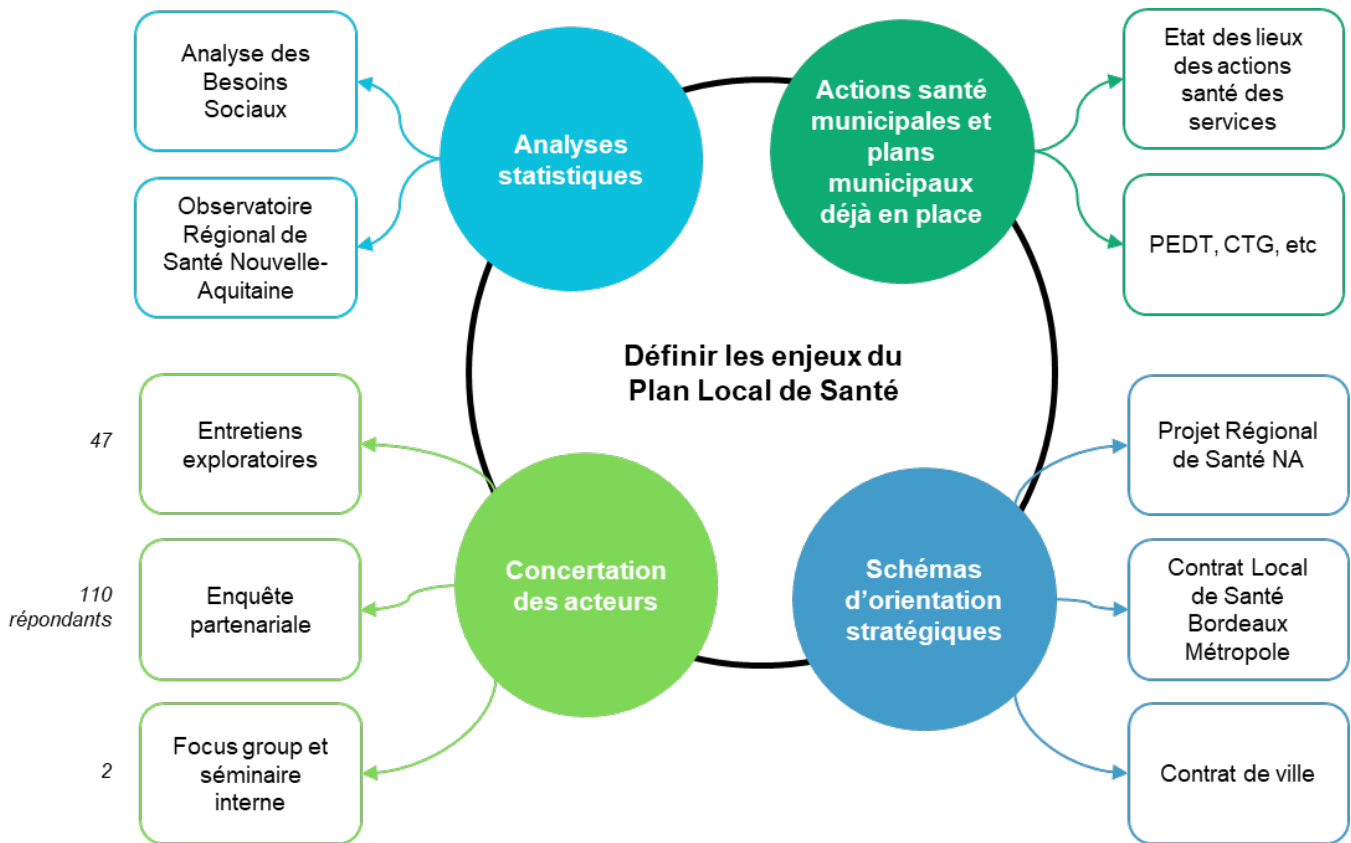 Analyse des
Besoins
Sociaux
Observatoire
Régional de
Santé Nouvelle-
Aquitaine
Analyses
statistiques
Actions santé
municipales et
plans
municipaux
déjà en place
Etat des lieux
des actions
santé des
services
PEDT, CTG, etc
Définir les enjeux du
Plan Local de Santé
47
Entretiens
exploratoires
110
répondants
Enquête
partenariale
2
Focus group et
séminaire
interne
Concertation
des acteurs
Schémas
d’orientation
stratégiques
Projet Régional
de Santé NA
Contrat Local
de Santé
Bordeaux
Métropole
Contrat de ville